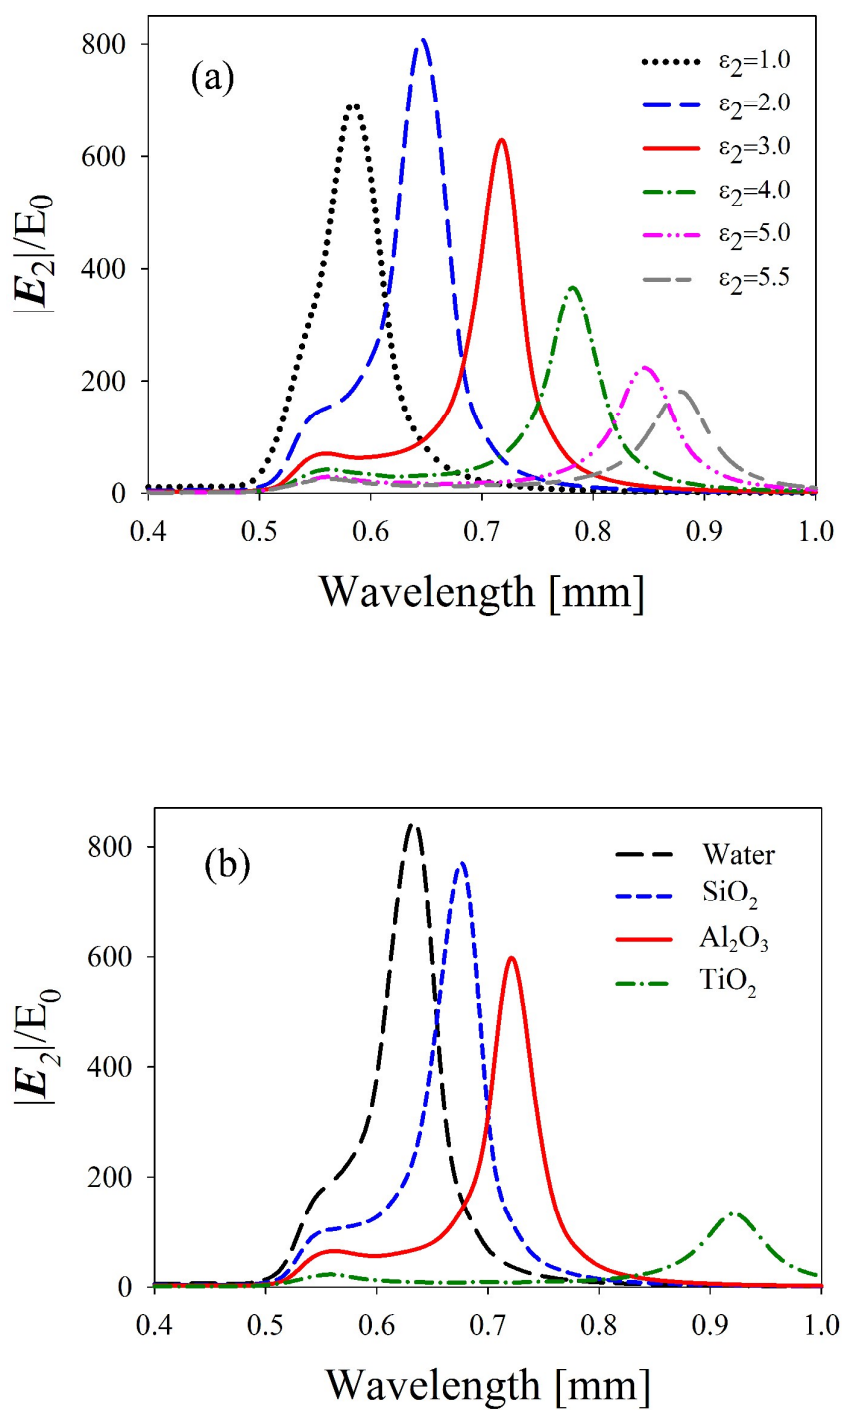 (a)
800
600
400
200
0
|E₂|/E₀
ε₂=1.0
ε₂=2.0
ε₂=3.0
ε₂=4.0
ε₂=5.0
ε₂=5.5
0.4 0.5 0.6 0.7 0.8 0.9 1.0
Wavelength [mm]
(b)
800
600
400
200
0
|E₂|/E₀
Water
SiO₂
Al₂O₃
TiO₂
0.4 0.5 0.6 0.7 0.8 0.9 1.0
Wavelength [mm]